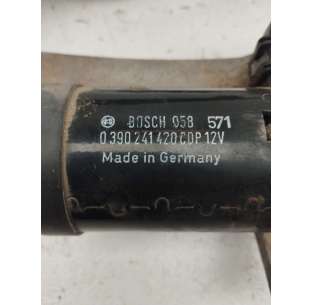 BOSCH 058 571
0 390 241 420 CDP 12V
Made in Germany